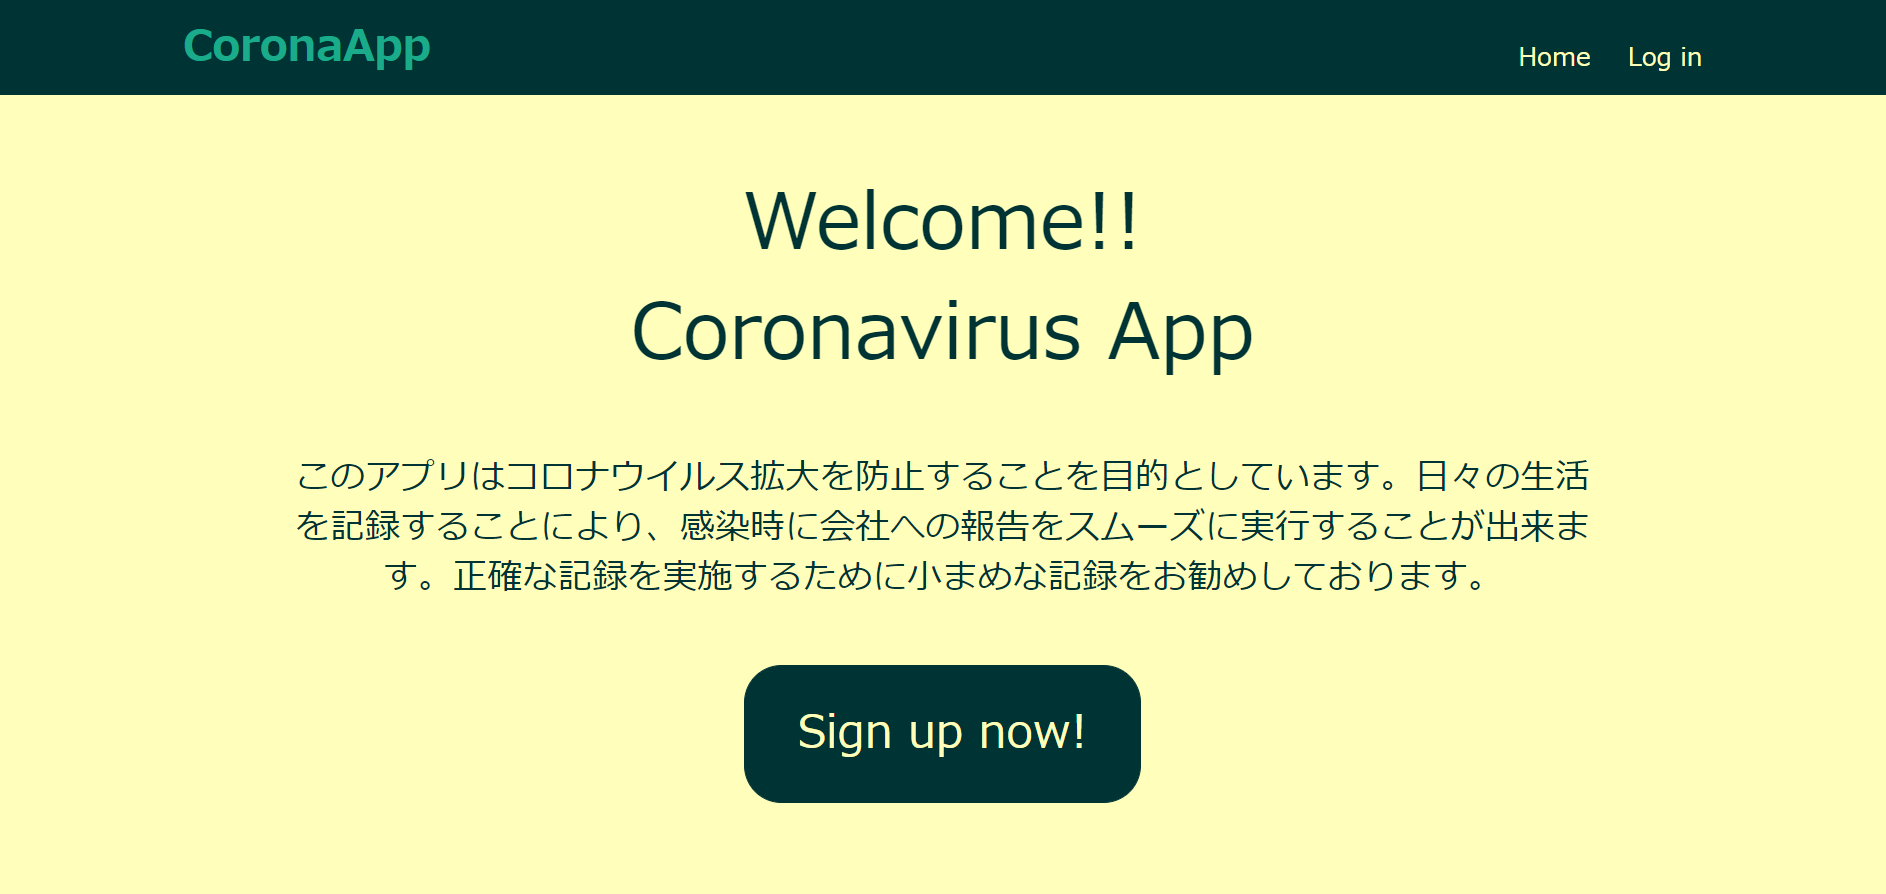 CoronaApp
Home Log in
Welcome!!
Coronavirus App
このアプリはコロナウイルス拡大を防止することを目的としています。日々の生活
を記録することにより、感染時に会社への報告をスムーズに実行することが出来ま
す。正確な記録を実施するために小まめな記録をお勧めしております。
Sign up now!